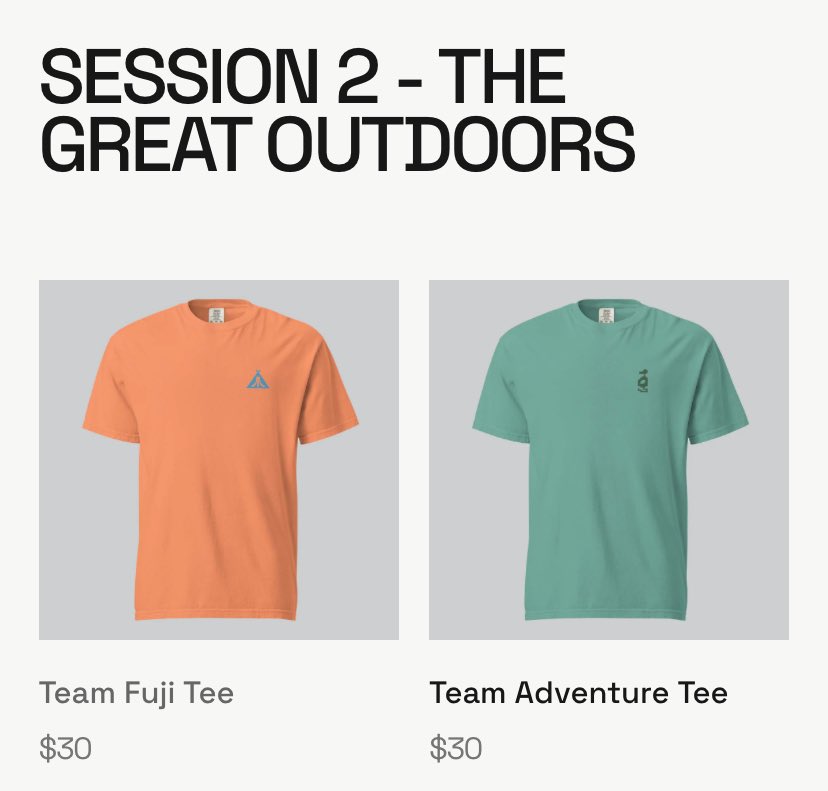 SESSION 2 - THE
GREAT OUTDOORS
Team Fuji Tee
Team Adventure Tee
$30
$30